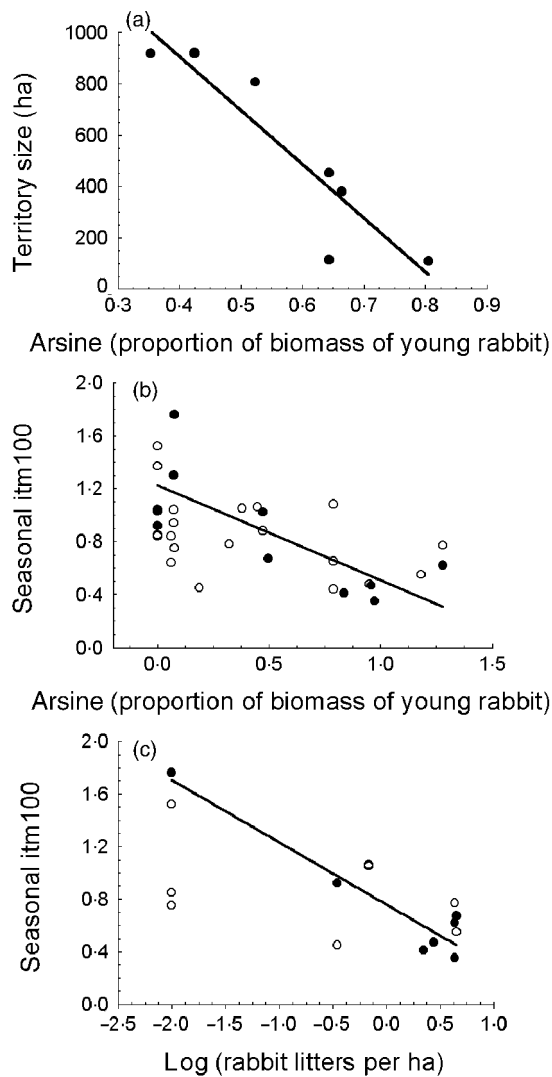 (a)
1000
800
600
400
200
0
Territory size (ha)
0·3 0·4 0·5 0·6 0·7 0·8 0·9
Arsine (proportion of biomass of young rabbit)
(b)
2·0
1·6
1·2
0·8
0·4
0·0
Seasonal itm100
0·0 0·5 1·0 1·5
Arsine (proportion of biomass of young rabbit)
(c)
2·0
1·6
1·2
0·8
0·4
0·0
Seasonal itm100
−2·5 −2·0 −1·5 −1·0 −0·5 0·0 0·5 1·0
Log (rabbit litters per ha)